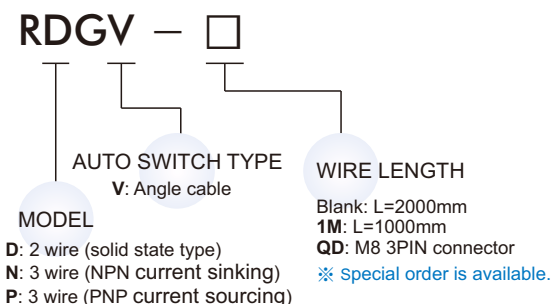 RDGV – □
AUTO SWITCH TYPE
V: Angle cable
MODEL
D: 2 wire (solid state type)
N: 3 wire (NPN current sinking)
P: 3 wire (PNP current sourcing)
WIRE LENGTH
Blank: L=2000mm
1M: L=1000mm
QD: M8 3PIN connector
※ Special order is available.